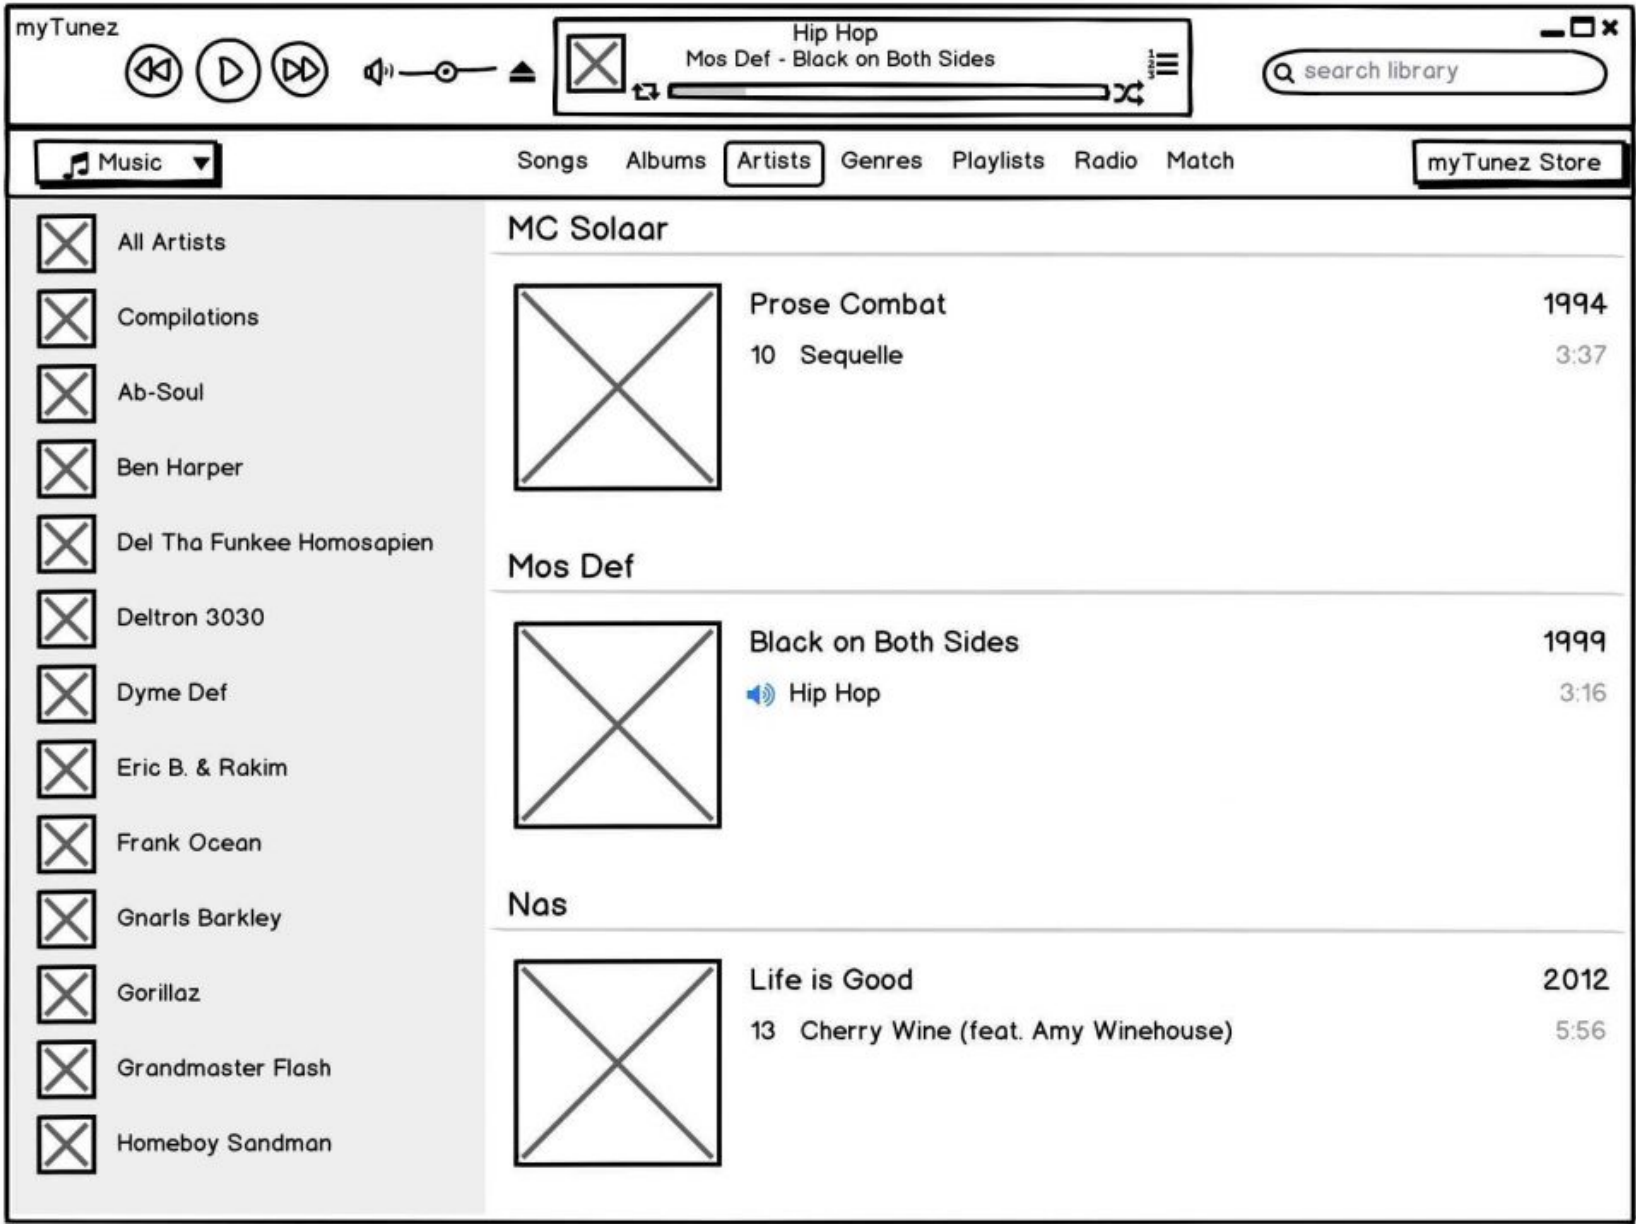 myTunez
Hip Hop
Mos Def - Black on Both Sides
search library
Music
Songs Albums Artists Genres Playlists Radio Match
myTunez Store
All Artists
Compilations
Ab-Soul
Ben Harper
Del Tha Funkee Homosapien
Deltron 3030
Dyme Def
Eric B. & Rakim
Frank Ocean
Gnarls Barkley
Gorillaz
Grandmaster Flash
Homeboy Sandman
MC Solaar
Prose Combat 1994
10 Sequelle 3:37
Mos Def
Black on Both Sides 1999
Hip Hop 3:16
Nas
Life is Good 2012
13 Cherry Wine (feat. Amy Winehouse) 5:56